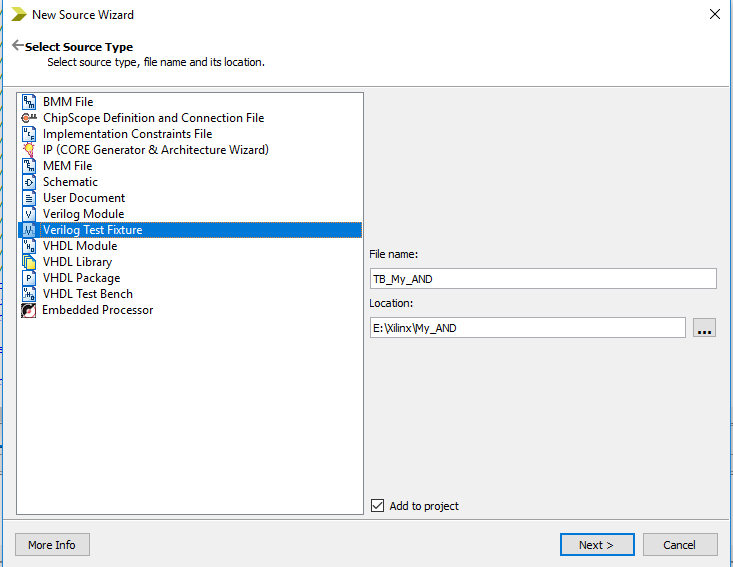 New Source Wizard
Select Source Type
Select source type, file name and its location.
BMM File
ChipScope Definition and Connection File
Implementation Constraints File
IP (CORE Generator & Architecture Wizard)
MEM File
Schematic
User Document
Verilog Module
Verilog Test Fixture
VHDL Module
VHDL Library
VHDL Package
VHDL Test Bench
Embedded Processor
File name:
TB_My_AND
Location:
E:\Xilinx\My_AND
...
Add to project
More Info
Next >
Cancel